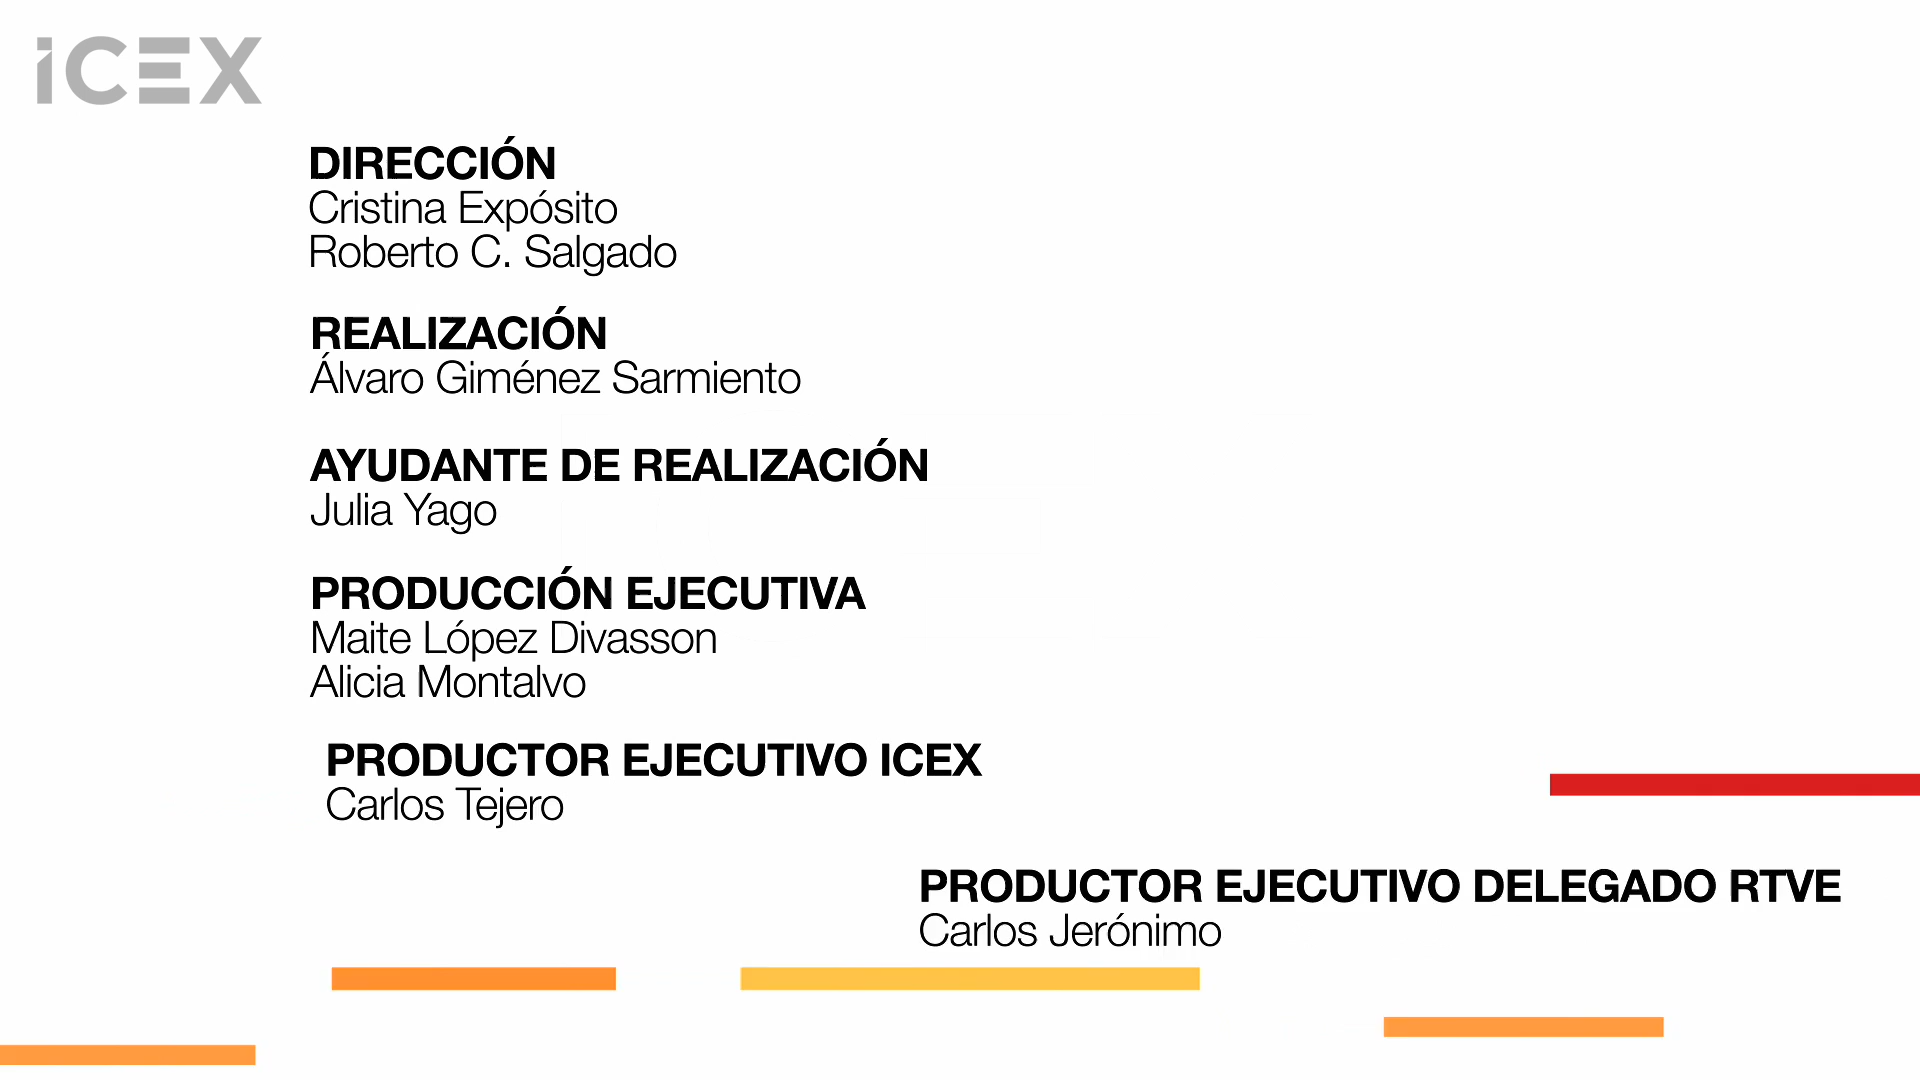 iCEX
DIRECCIÓN
Cristina Expósito
Roberto C. Salgado
REALIZACIÓN
Álvaro Giménez Sarmiento
AYUDANTE DE REALIZACIÓN
Julia Yago
PRODUCCIÓN EJECUTIVA
Maite López Divasson
Alicia Montalvo
PRODUCTOR EJECUTIVO ICEX
Carlos Tejero
PRODUCTOR EJECUTIVO DELEGADO RTVE
Carlos Jerónimo